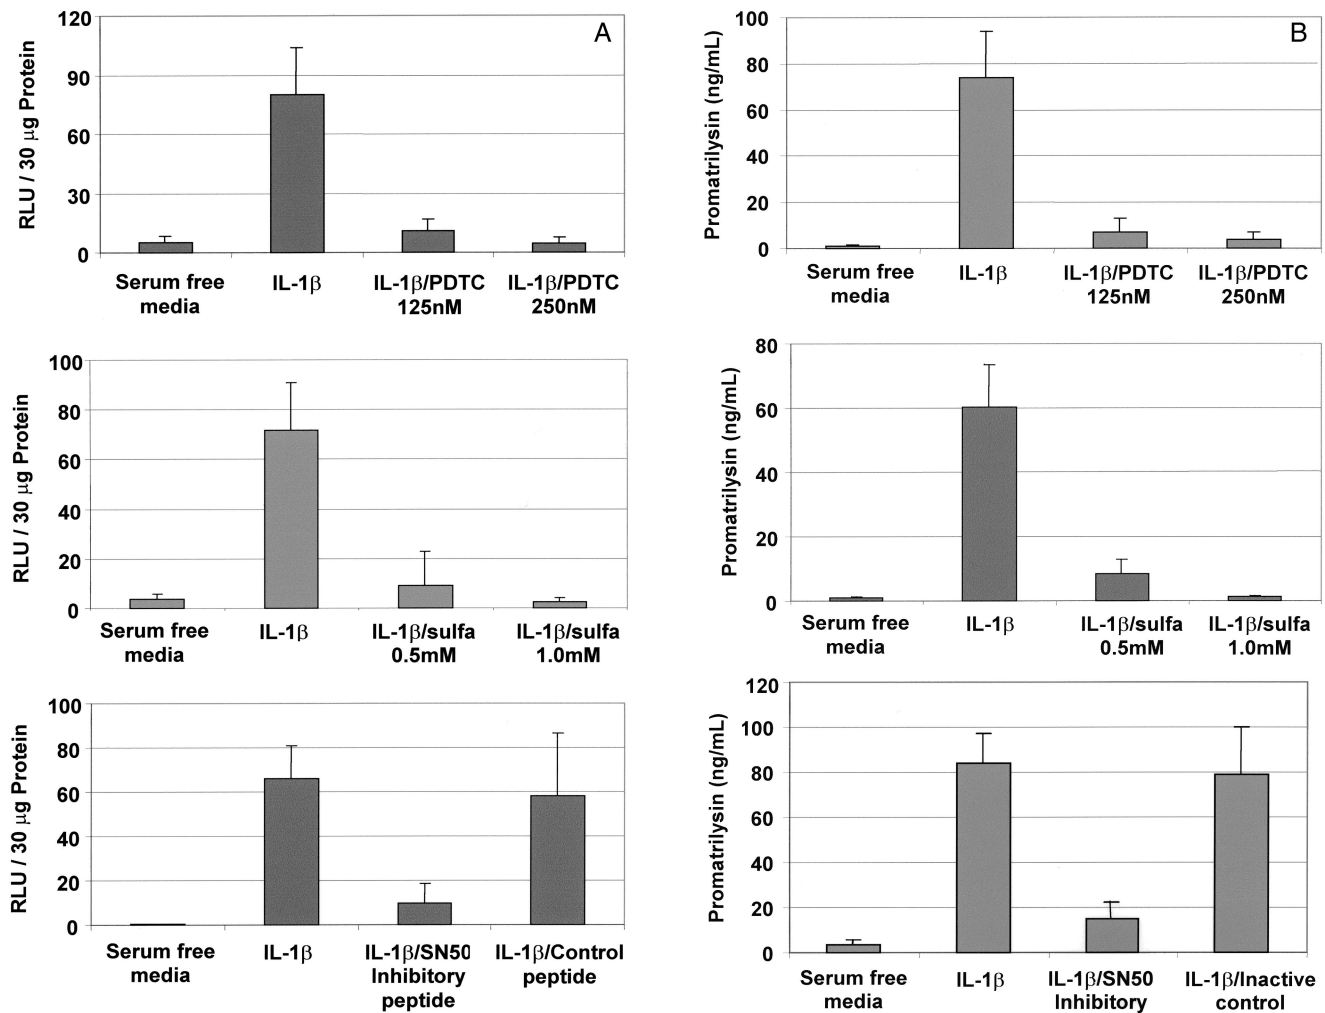 A
RLU / 30 μg Protein
120
90
60
30
0
Serum free media
IL-1β
IL-1β/PDTC 125nM
IL-1β/PDTC 250nM
B
Promatrilysin (ng/mL)
100
80
60
40
20
0
Serum free media
IL-1β
IL-1β/PDTC 125nM
IL-1β/PDTC 250nM
RLU / 30 μg Protein
100
80
60
40
20
0
Serum free media
IL-1β
IL-1β/sulfa 0.5mM
IL-1β/sulfa 1.0mM
Promatrilysin (ng/mL)
80
60
40
20
0
Serum free media
IL-1β
IL-1β/sulfa 0.5mM
IL-1β/sulfa 1.0mM
RLU / 30 μg Protein
100
80
60
40
20
0
Serum free media
IL-1β
IL-1β/SN50 Inhibitory peptide
IL-1β/Control peptide
Promatrilysin (ng/mL)
120
100
80
60
40
20
0
Serum free media
IL-1β
IL-1β/SN50 Inhibitory
IL-1β/Inactive control